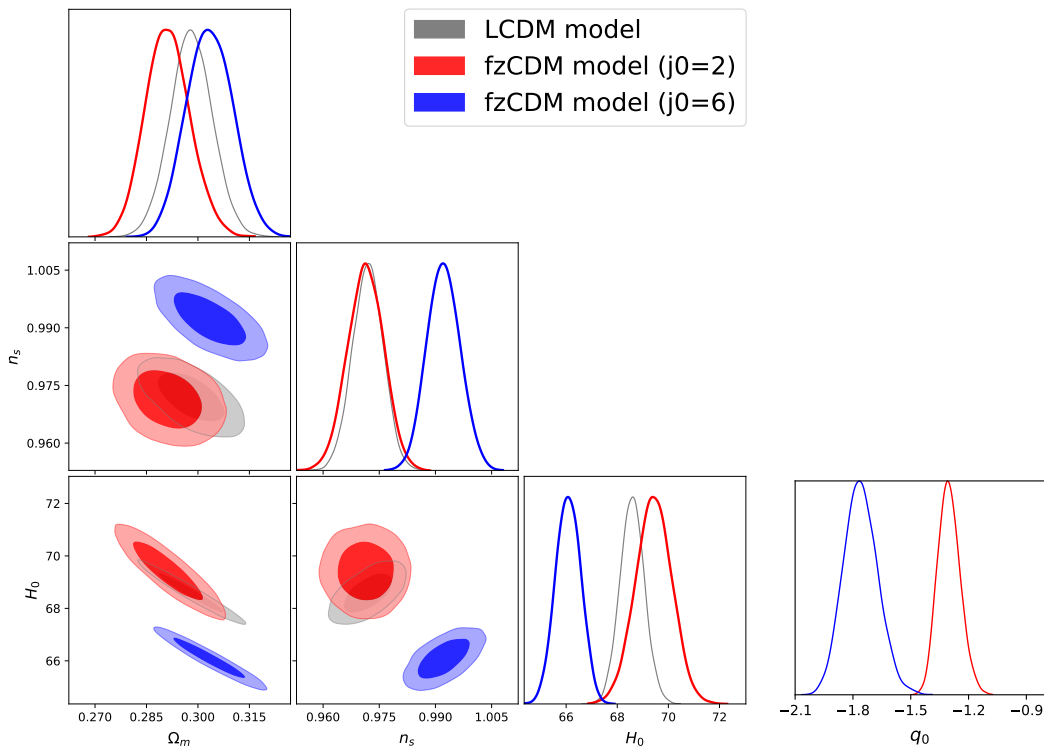 LCDM model
fzCDM model (j0=2)
fzCDM model (j0=6)
1.005
0.990
0.975
0.960
n_s
72
70
68
66
H_0
0.270 0.285 0.300 0.315
Ω_m
0.960 0.975 0.990 1.005
n_s
66 68 70 72
H_0
−2.1 −1.8 −1.5 −1.2 −0.9
q_0